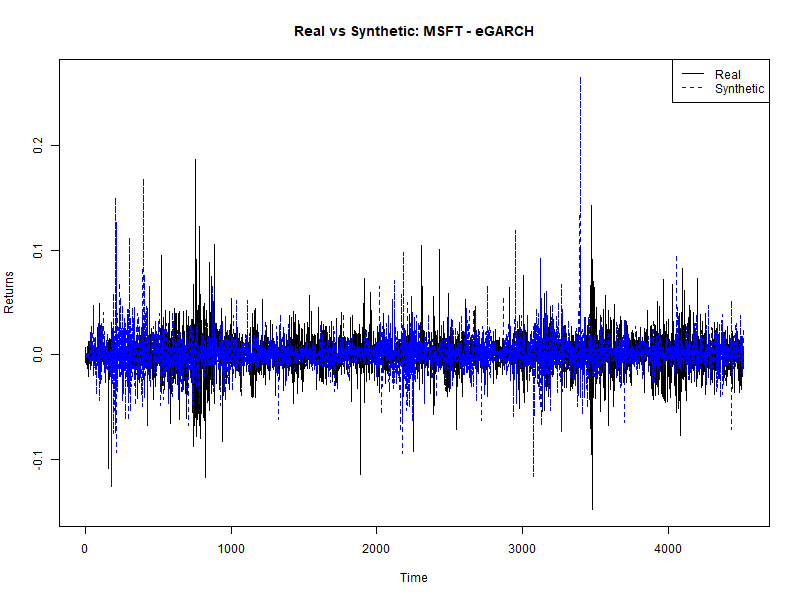 Real vs Synthetic: MSFT - eGARCH
Real
Synthetic
0.2
0.1
0.0
-0.1
Returns
0
1000
2000
3000
4000
Time